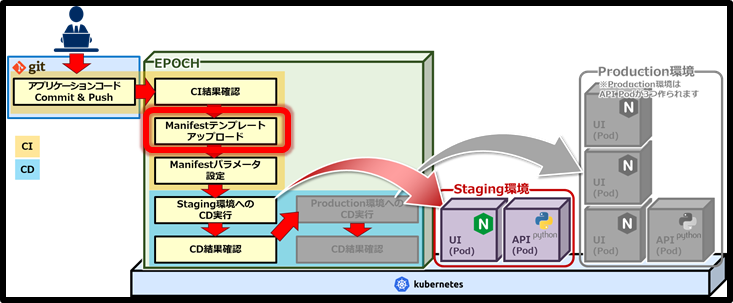 git
アプリケーションコード
Commit & Push
EPOCH
CI結果確認
Manifestテンプレート
アップロード
Manifestパラメータ
設定
Staging環境への
CD実行
CD結果確認
Production環境への
CD実行
CD結果確認
CI
CD
Staging環境
UI
(Pod)
N
API
(Pod)
python
Production環境
※Production環境は
API Podが3つ作られます
UI
(Pod)
N
UI
(Pod)
N
UI
(Pod)
N
API
(Pod)
python
kubernetes